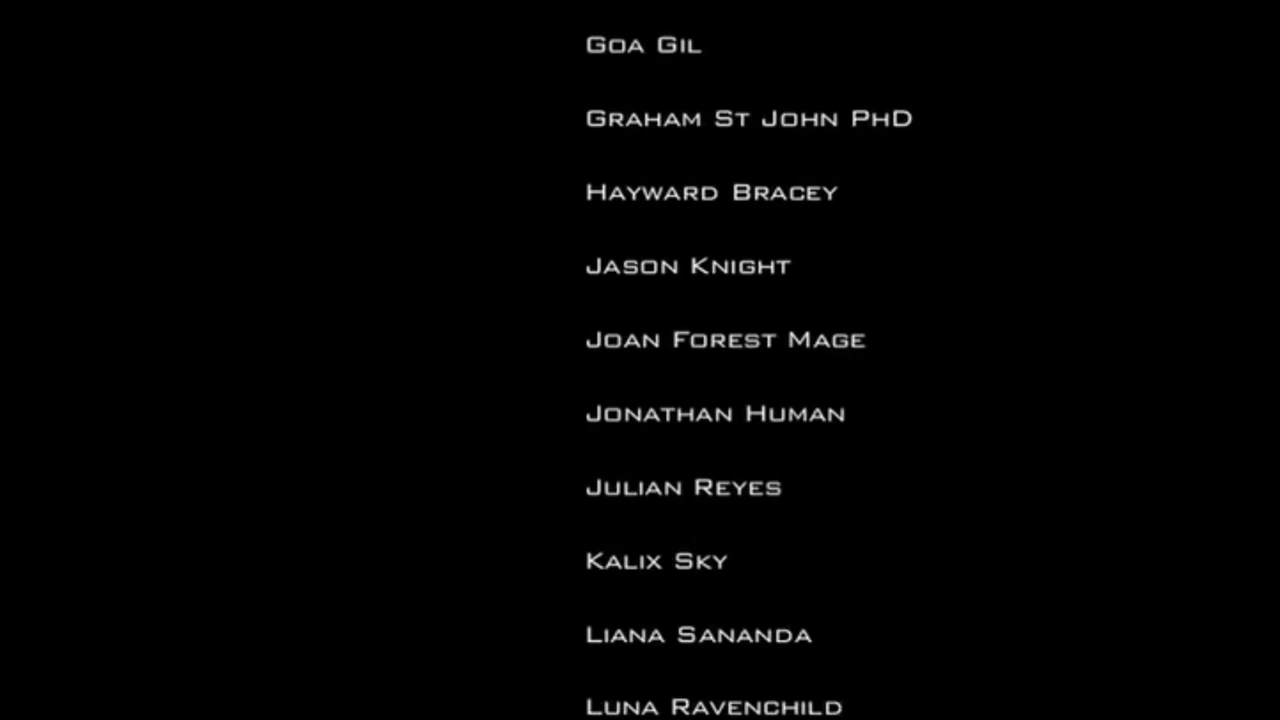 Goa Gil
Graham St John PhD
Hayward Bracey
Jason Knight
Joan Forest Mage
Jonathan Human
Julian Reyes
Kalix Sky
Liana Sananda
Luna Ravenchild